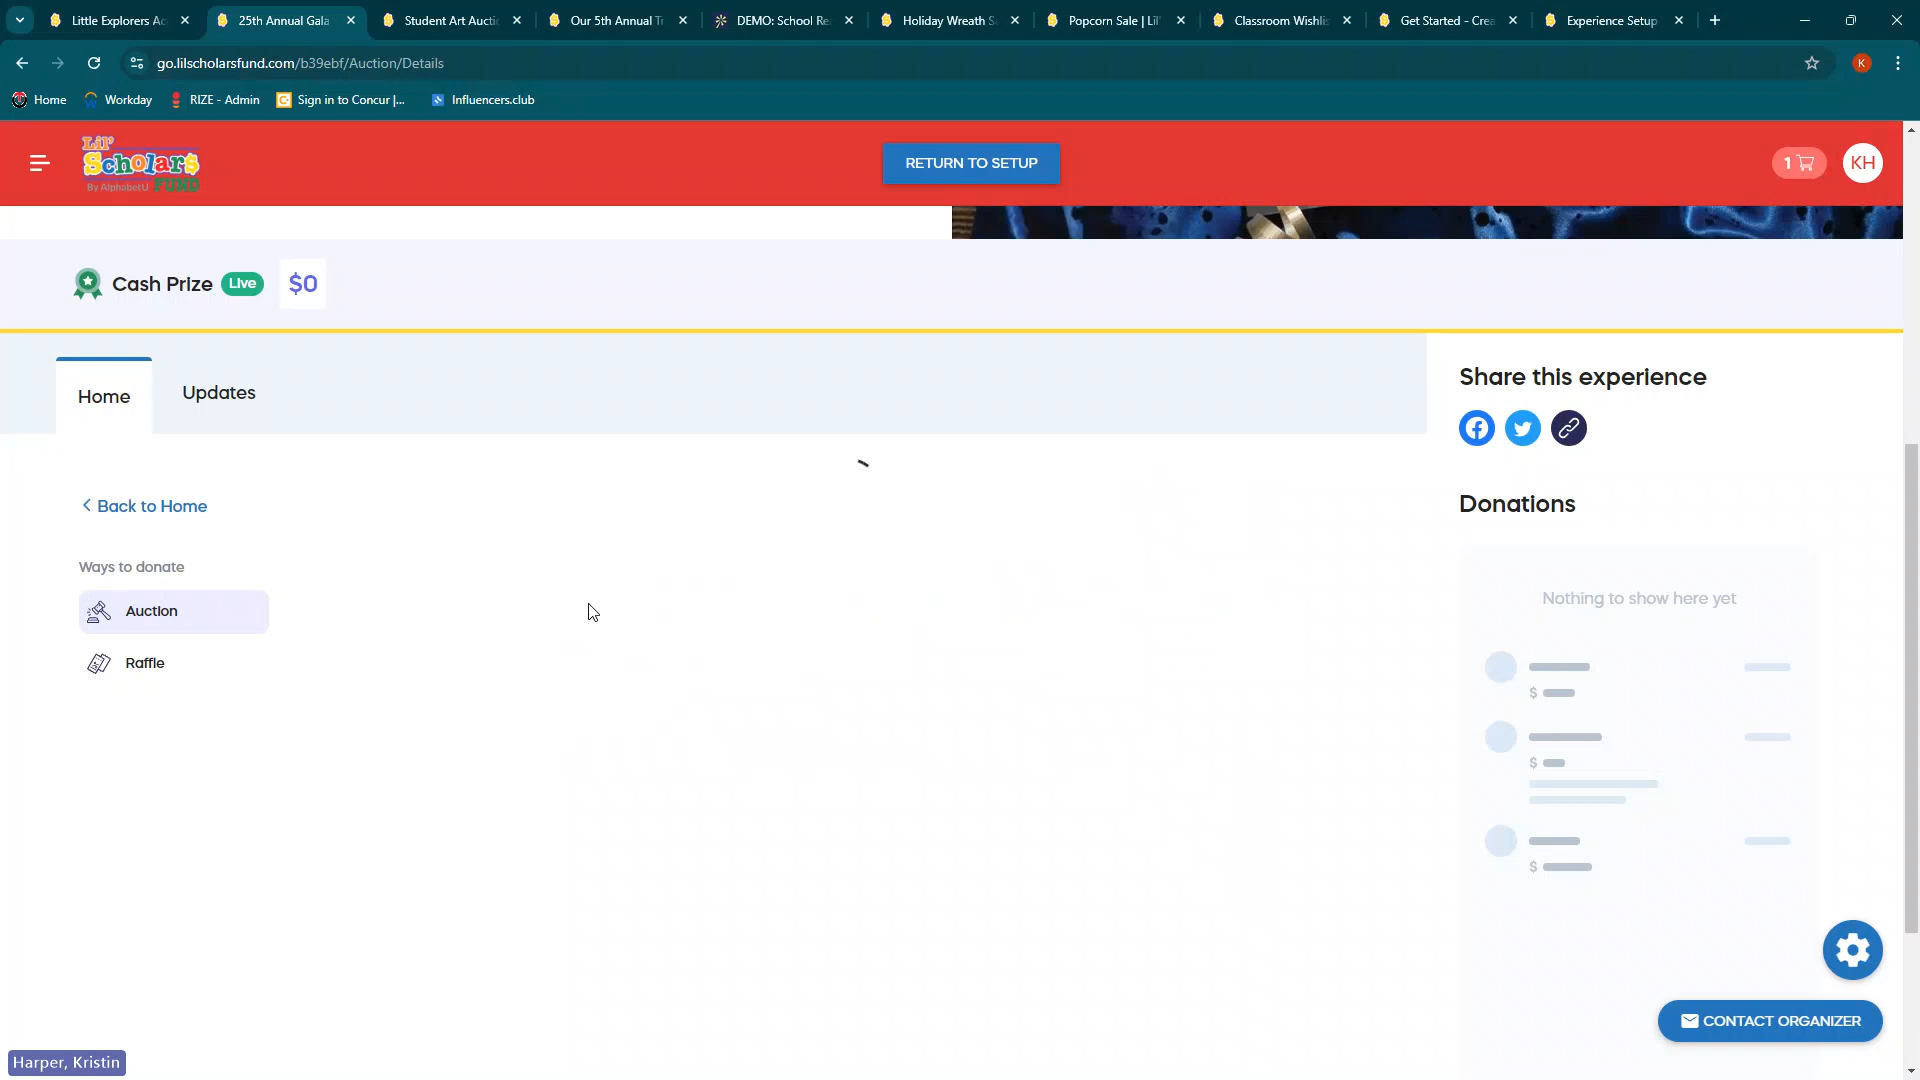 Little Explorers Ac
25th Annual Gala
Student Art Aucti
Our 5th Annual T
DEMO: School Re
Holiday Wreath S
Popcorn Sale | Lil'
Classroom Wishli
Get Started - Crea
Experience Setup
go.lilscholarsfund.com/b39ebf/Auction/Details
K
Home
Workday
RIZE - Admin
Sign in to Concur |...
Influencers.club
Lil'
Scholar$
By AlphabetU FUND
RETURN TO SETUP
1
KH
Cash Prize
Live
$0
Home
Updates
Share this experience
Back to Home
Donations
Ways to donate
Auction
Raffle
Nothing to show here yet
$
$
$
CONTACT ORGANIZER
Harper, Kristin